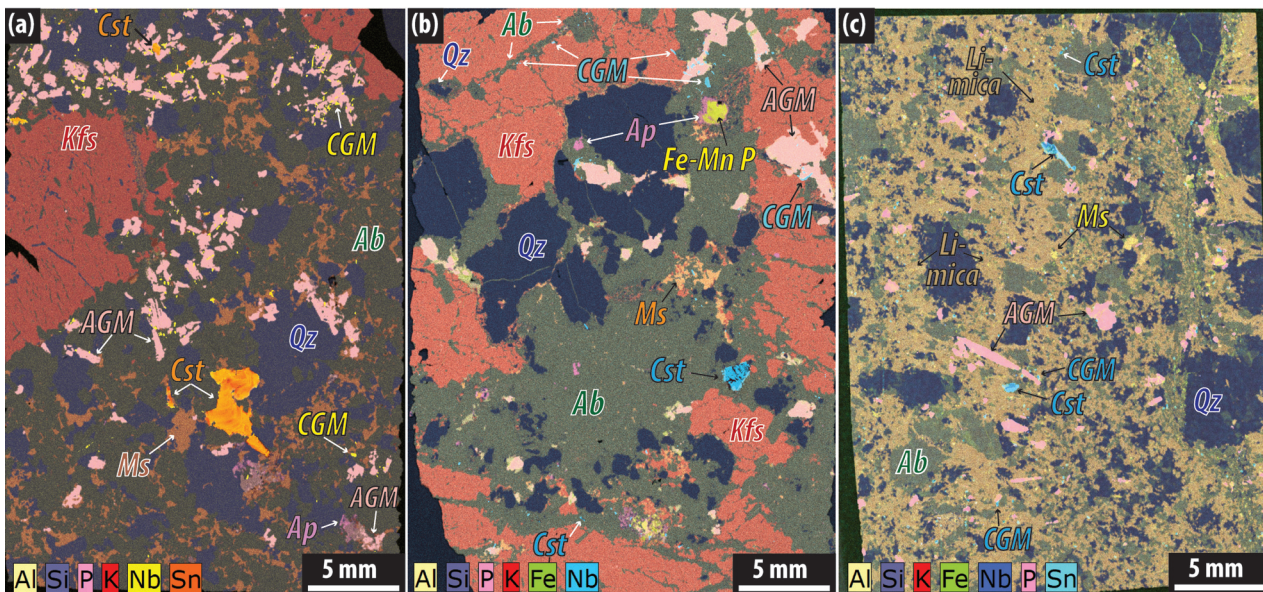 (a)
Cst
CGM
Kfs
Ab
AGM
Qz
Cst
CGM
Ms
AGM
Ap
Al Si P K Nb Sn
5 mm
(b)
Ab
Qz
CGM
AGM
Ap
Kfs
Fe-Mn P
CGM
Qz
Ms
Cst
Ab
Kfs
Cst
Al Si P K Fe Nb
5 mm
(c)
Cst
Li-
mica
Cst
Ms
Li-
mica
AGM
CGM
Cst
Qz
Ab
CGM
Al Si K Fe Nb P Sn
5 mm